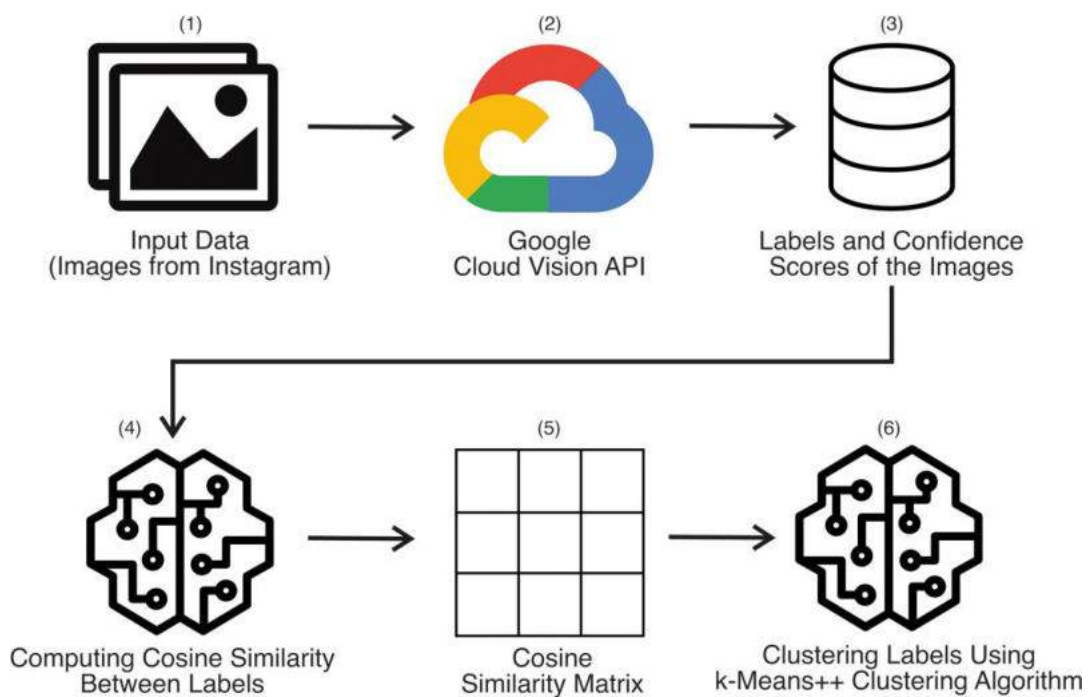 (1)
(2)
(3)
Input Data
(Images from Instagram)
Google
Cloud Vision API
Labels and Confidence
Scores of the Images
(4)
(5)
(6)
Computing Cosine Similarity
Between Labels
Cosine
Similarity Matrix
Clustering Labels Using
k-Means++ Clustering Algorithm